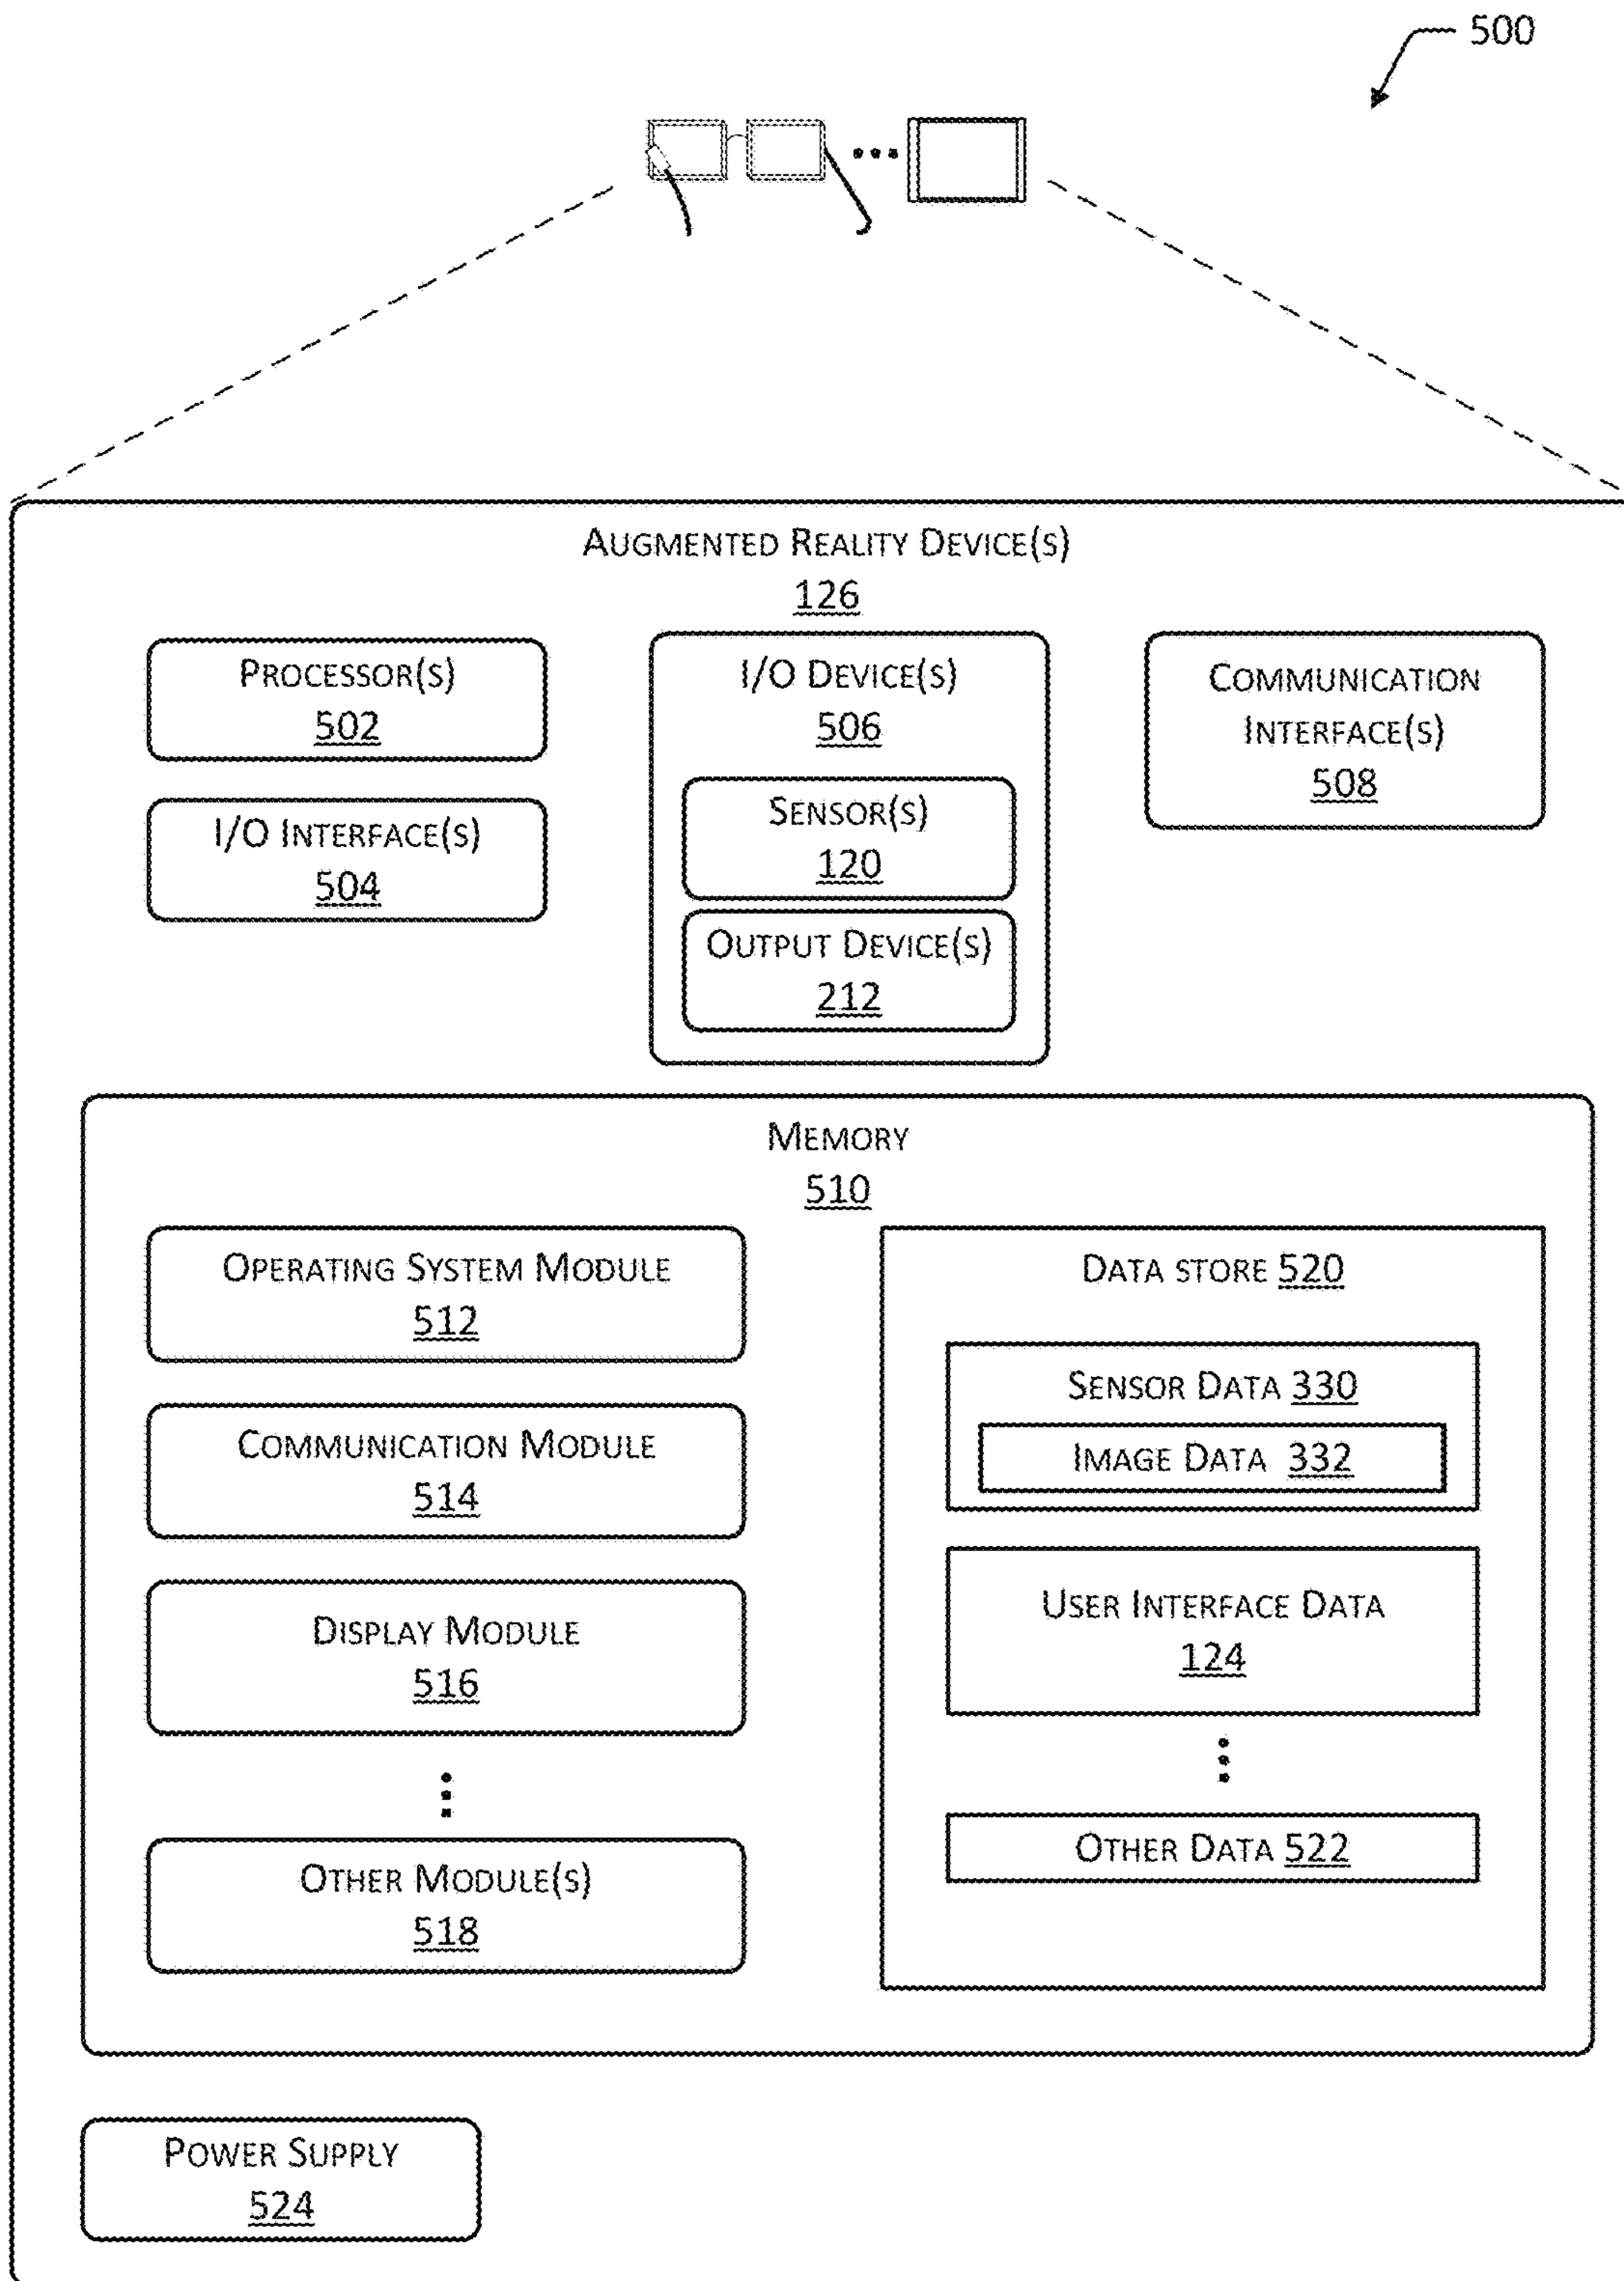 500
AUGMENTED REALITY DEVICE(S)
126
PROCESSOR(S)
502
I/O INTERFACE(S)
504
I/O DEVICE(S)
506
SENSOR(S)
120
OUTPUT DEVICE(S)
212
COMMUNICATION
INTERFACE(S)
508
MEMORY
510
OPERATING SYSTEM MODULE
512
COMMUNICATION MODULE
514
DISPLAY MODULE
516
OTHER MODULE(S)
518
DATA STORE 520
SENSOR DATA 330
IMAGE DATA 332
USER INTERFACE DATA
124
OTHER DATA 522
POWER SUPPLY
524